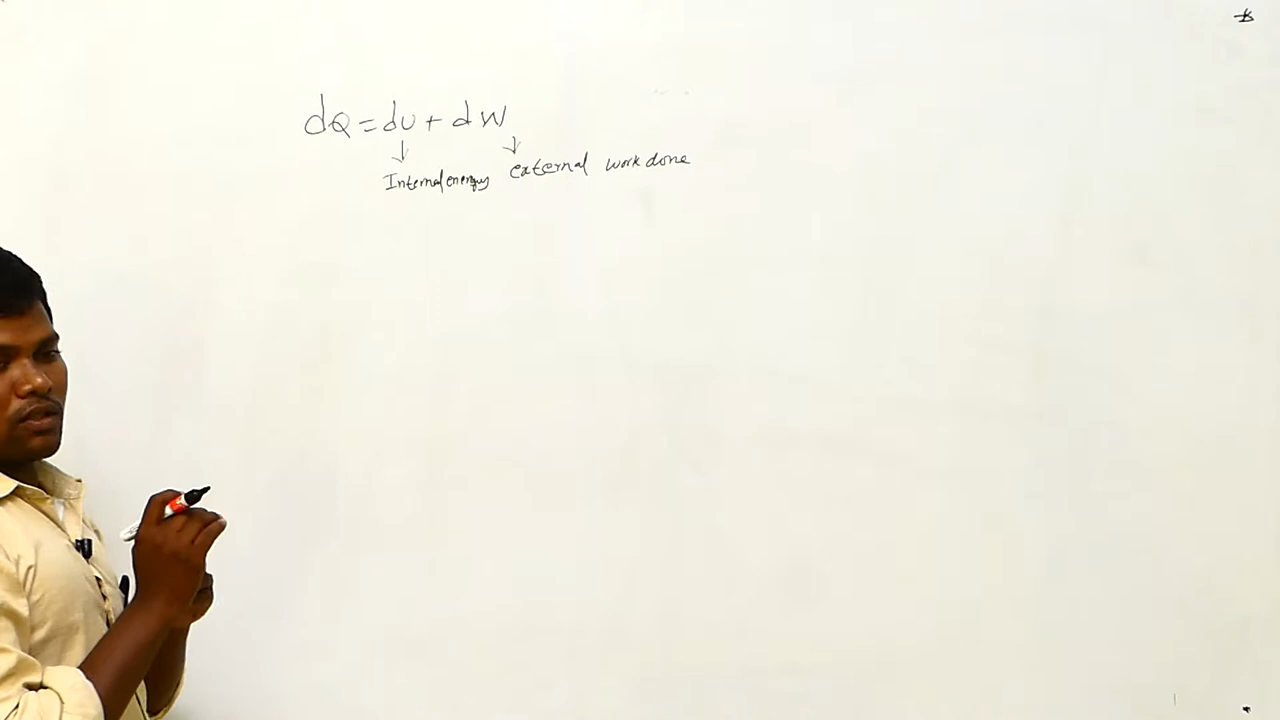 dQ = dU + dW
↓ ↓
Internal energy external work done